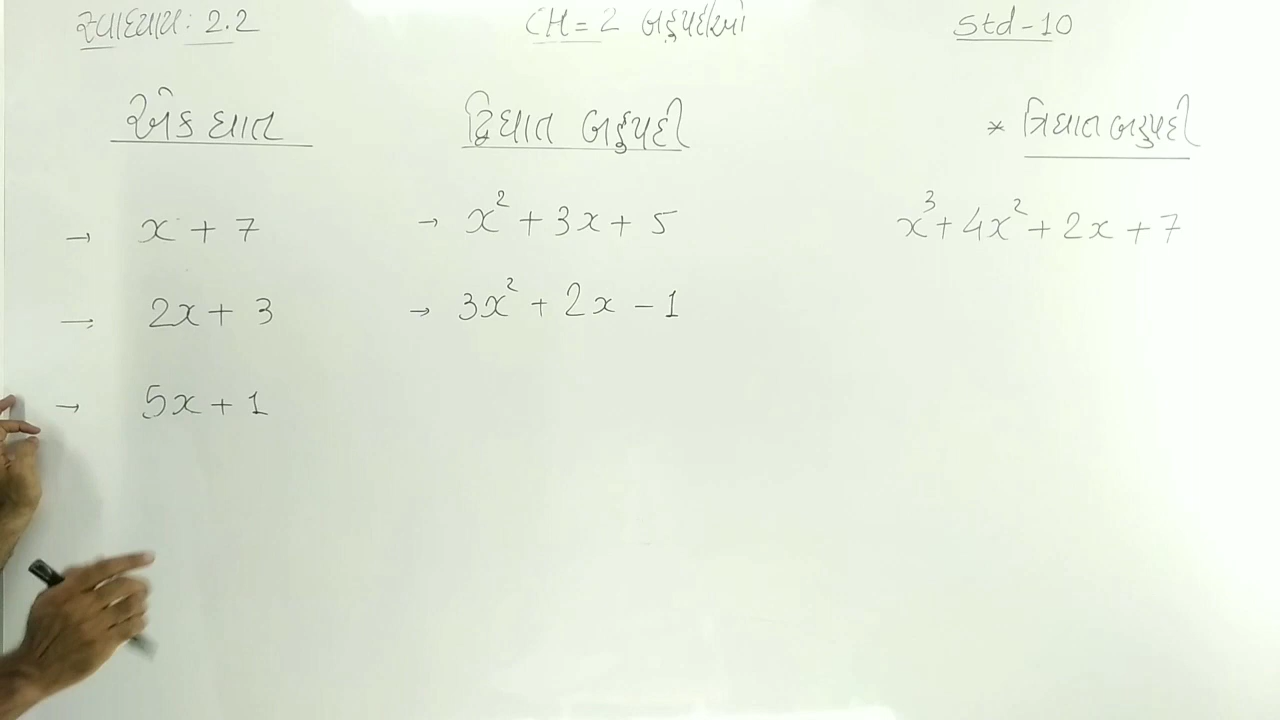 સ્વાધ્યાય: 2.2
CH = 2 બહુપદીઓ
Std - 10
એક ઘાત
દ્વિઘાત બહુપદી
* ત્રિઘાત બહુપદી
→ x + 7
→ x² + 3x + 5
x³ + 4x² + 2x + 7
→ 2x + 3
→ 3x² + 2x - 1
→ 5x + 1